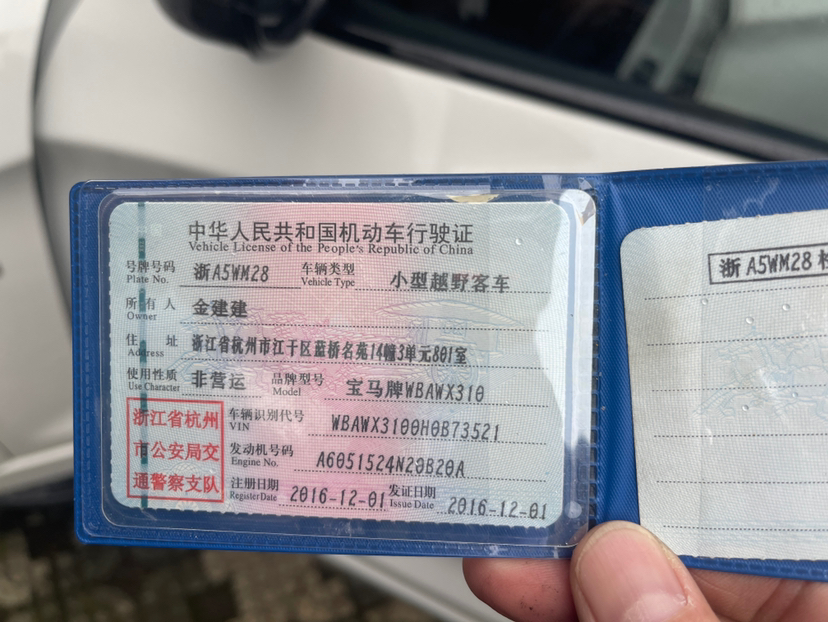 中华人民共和国机动车行驶证
Vehicle License of the People's Republic of China
号牌号码 浙A5WM28 车辆类型 小型越野客车
Plate No. Vehicle Type
所有人 金建建
Owner
住址 浙江省杭州市江干区蓝桥名苑14幢3单元801室
Address
使用性质 非营运 品牌型号 宝马牌WBAWX310
Use Character Model
浙江省杭州
市公安局交
通警察支队
车辆识别代号 WBAWX3100H0B73521
VIN
发动机号码 A6051524N20B20A
Engine No.
注册日期 2016-12-01 发证日期 2016-12-01
Register Date Issue Date
浙A5WM28